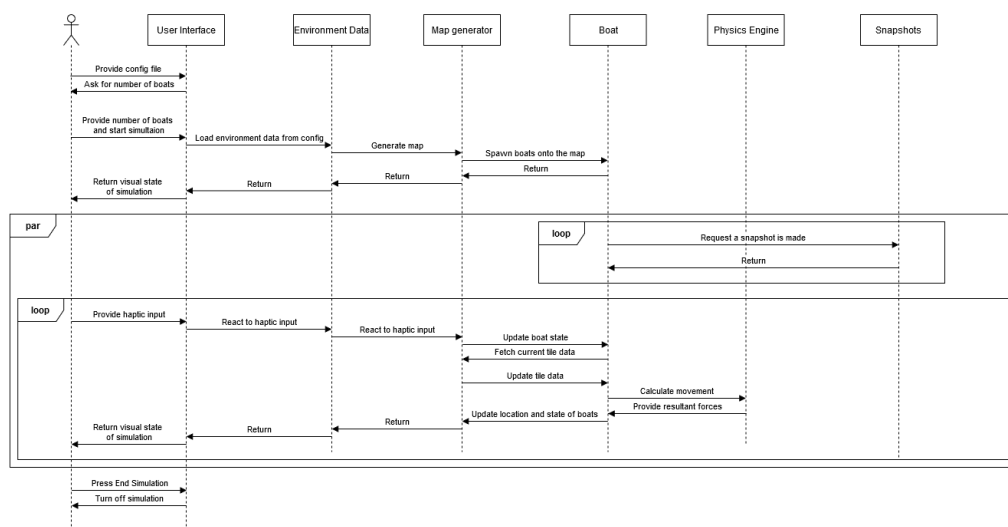 User Interface
Environment Data
Map generator
Boat
Physics Engine
Snapshots
Provide config file
Ask for number of boats
Provide number of boats
and start simultaion
Load environment data from config
Generate map
Spawn boats onto the map
Return
Return
Return
Return visual state
of simulation
par
loop
Request a snapshot is made
Return
loop
Provide haptic input
React to haptic input
React to haptic input
Update boat state
Fetch current tile data
Update tile data
Calculate movement
Provide resultant forces
Update location and state of boats
Return
Return
Return visual state
of simulation
Press End Simulation
Turn off simulation